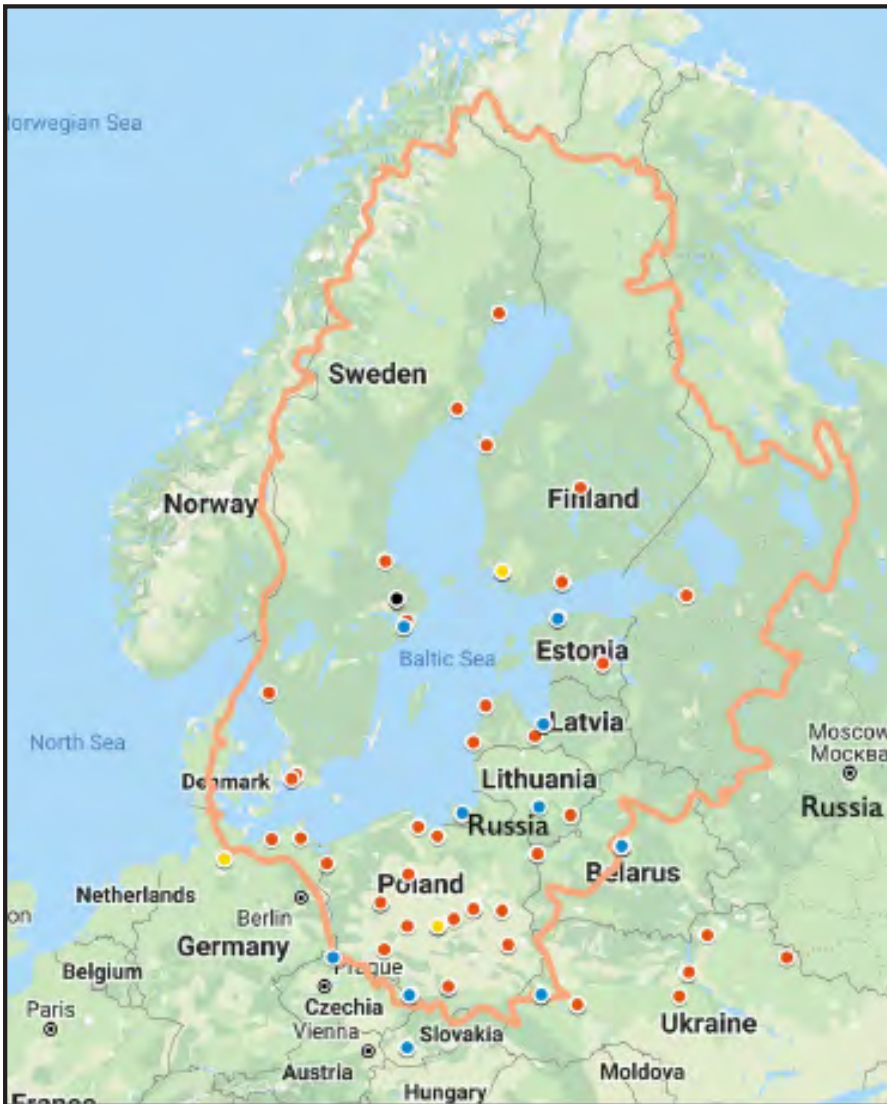 Norwegian Sea
Sweden
Norway
Finland
Estonia
Baltic Sea
Latvia
North Sea
Moscow
Москва
Denmark
Lithuania
Russia
Russia
Belarus
Netherlands
Poland
Berlin
Germany
Prague
Belgium
Czechia
Paris
Vienna
Slovakia
Ukraine
Austria
Moldova
Hungary
France